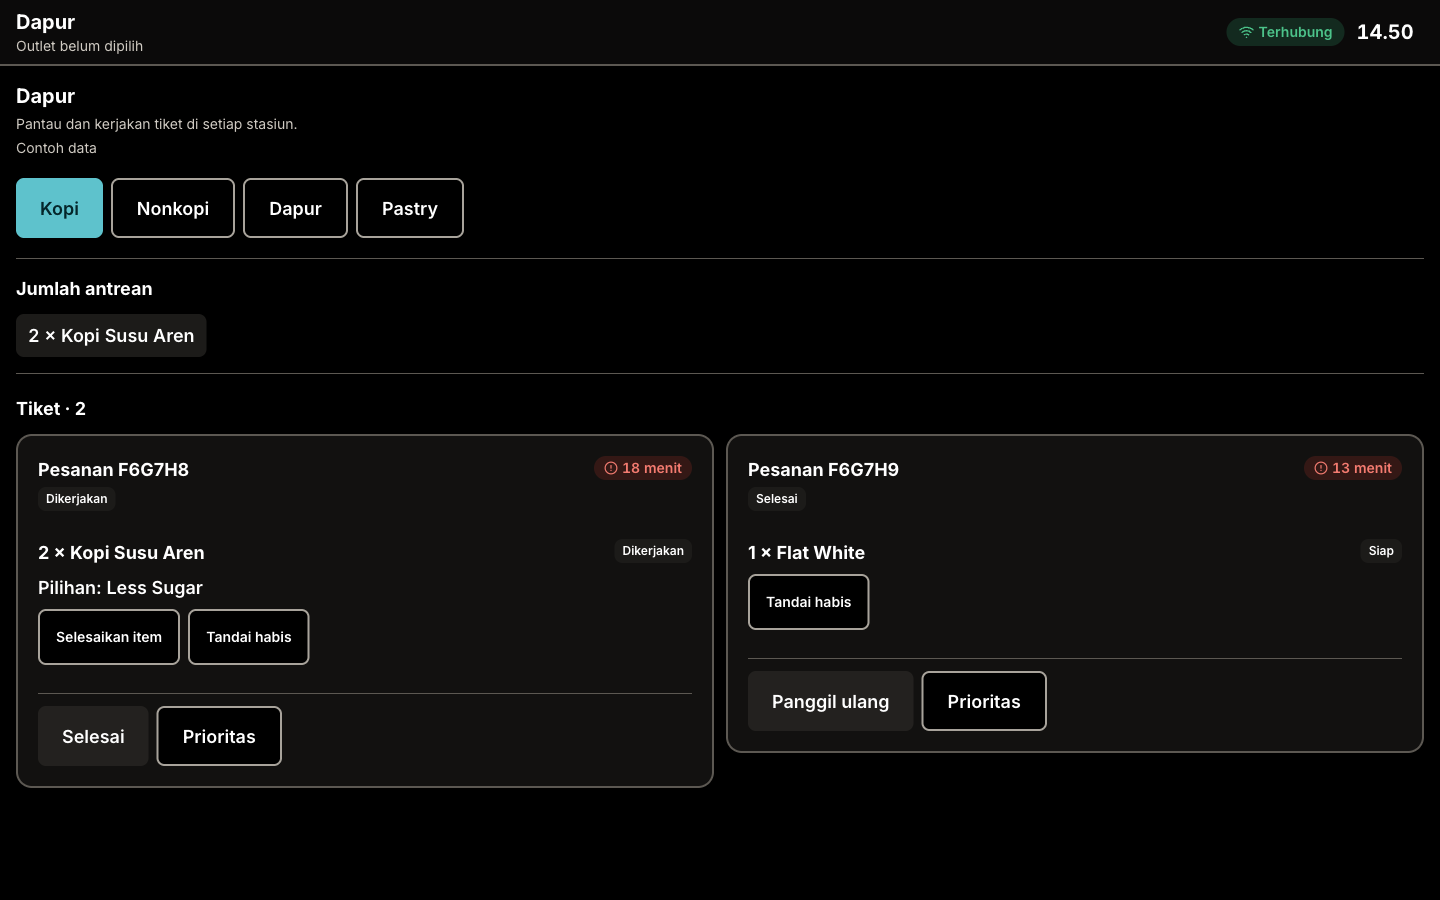 Dapur
Outlet belum dipilih
Terhubung
14.50
Dapur
Pantau dan kerjakan tiket di setiap stasiun.
Contoh data
Kopi
Nonkopi
Dapur
Pastry
Jumlah antrean
2 × Kopi Susu Aren
Tiket · 2
Pesanan F6G7H8
18 menit
Dikerjakan
2 × Kopi Susu Aren
Dikerjakan
Pilihan: Less Sugar
Selesaikan item
Tandai habis
Selesai
Prioritas
Pesanan F6G7H9
13 menit
Selesai
1 × Flat White
Siap
Tandai habis
Panggil ulang
Prioritas